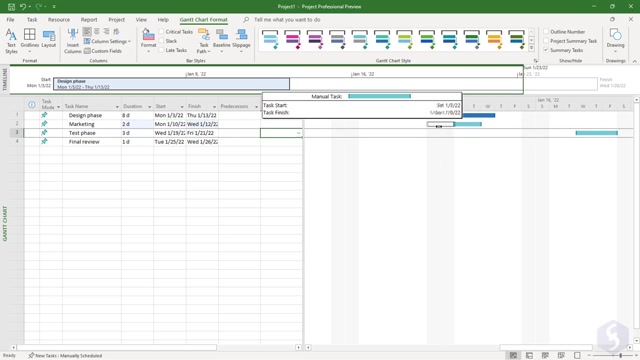 Project1 - Project Professional Preview
File Task Resource Report Project View Help Gantt Chart Format Tell me what you want to do
Text Styles Gridlines Layout Insert Column Column Settings Custom Fields Format Critical Tasks Slack Late Tasks Task Path Baseline Slippage Outline Number Project Summary Task Summary Tasks Drawing
Format Columns Bar Styles Gantt Chart Style Show/Hide Drawings
TIMELINE
Jan 9, '22 Jan 16, '22
Start
Mon 1/3/22
Design phase
Mon 1/3/22 - Thu 1/13/22
Finish
Wed 1/26/22
Manual Task:
Task Start: Sat 1/8/22
Task Finish:
Jan 16, '22
Task Mode Task Name Duration Start Finish Predecessors
S M T W T F S
1 Design phase 8 d Mon 1/3/22 Thu 1/13/22
2 Marketing 2 d Mon 1/10/22 Wed 1/12/22
3 Test phase 3 d Wed 1/19/22 Fri 1/21/22
4 Final review 1 d Tue 1/25/22 Wed 1/26/22
GANTT CHART
Ready New Tasks : Manually Scheduled